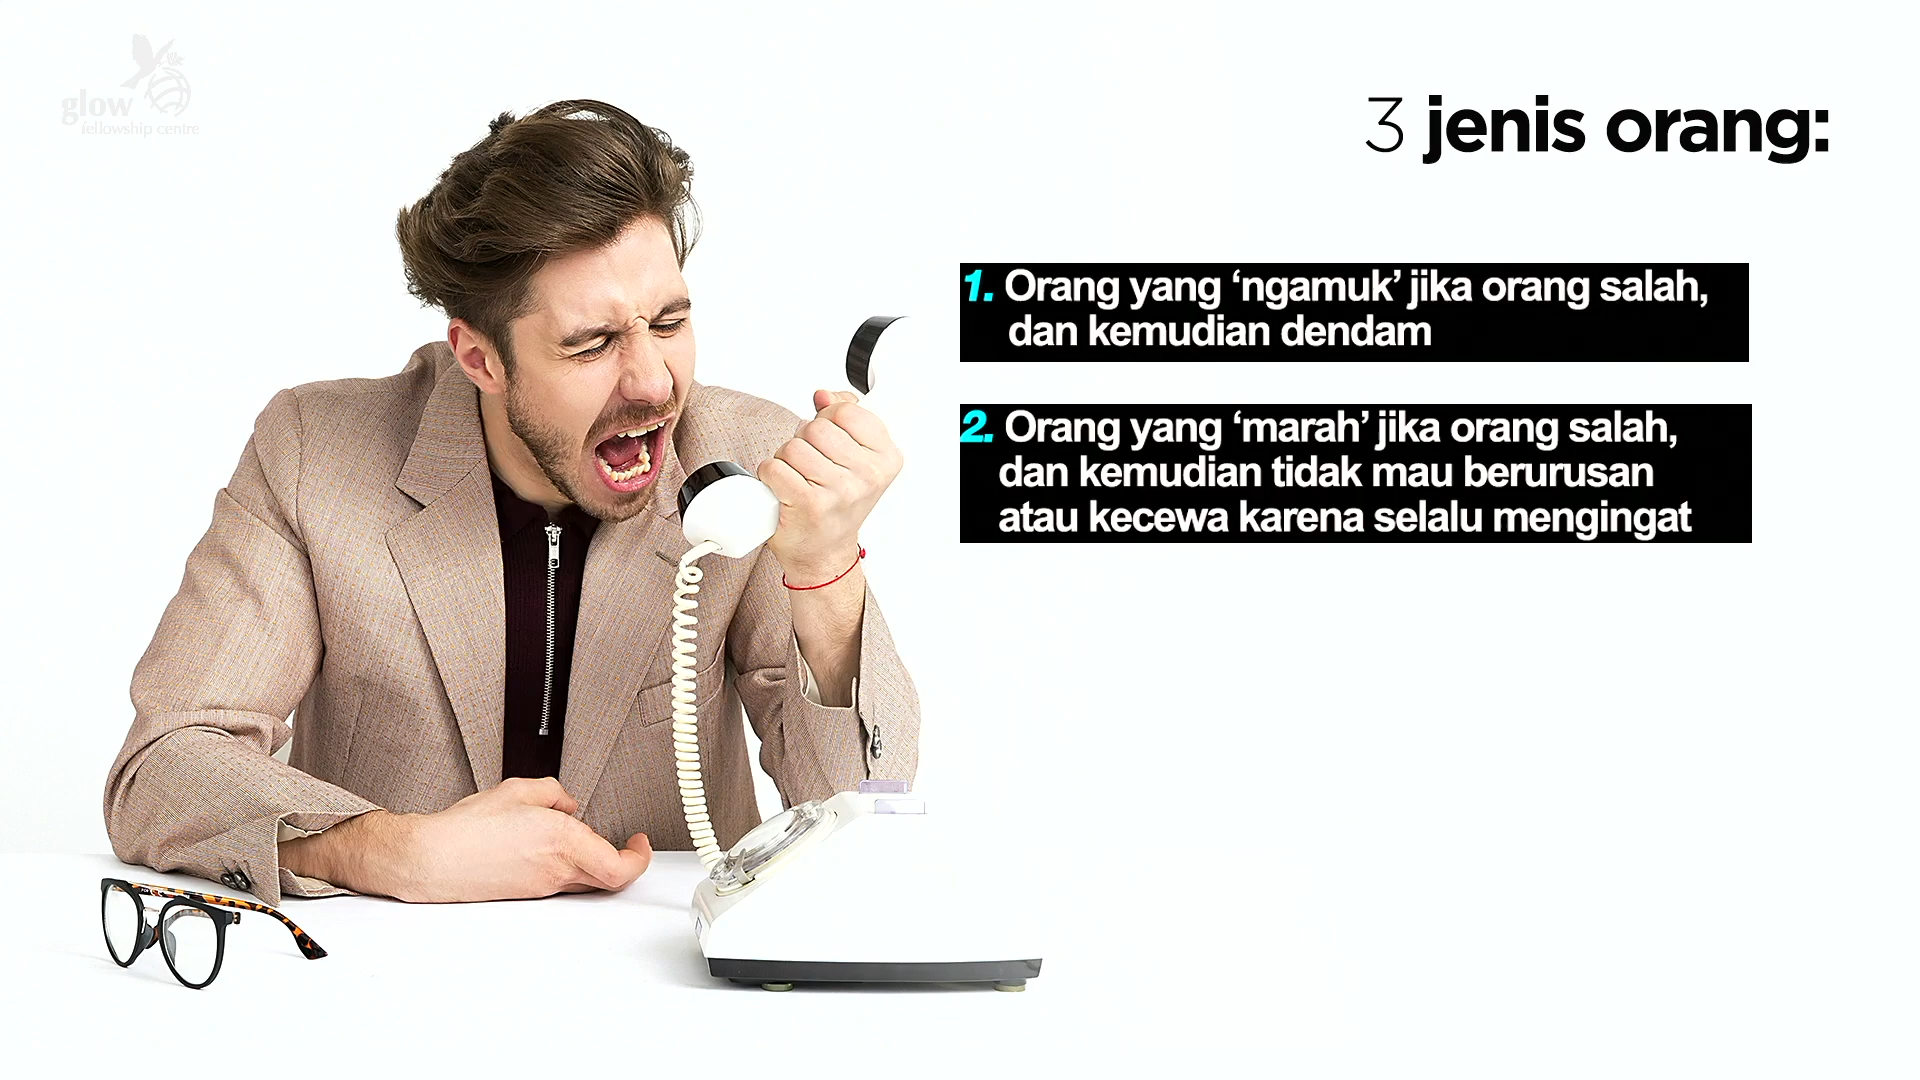 glow
fellowship centre
3 jenis orang:
1. Orang yang ‘ngamuk’ jika orang salah,
dan kemudian dendam
2. Orang yang ‘marah’ jika orang salah,
dan kemudian tidak mau berurusan
atau kecewa karena selalu mengingat